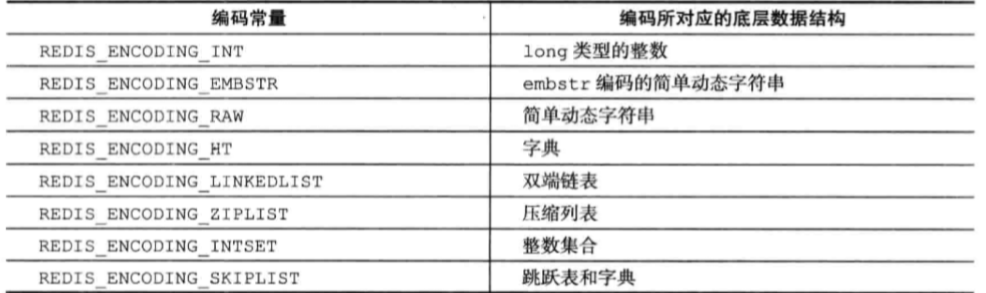 编码常量 编码所对应的底层数据结构
REDIS_ENCODING_INT long 类型的整数
REDIS_ENCODING_EMBSTR embstr 编码的简单动态字符串
REDIS_ENCODING_RAW 简单动态字符串
REDIS_ENCODING_HT 字典
REDIS_ENCODING_LINKEDLIST 双端链表
REDIS_ENCODING_ZIPLIST 压缩列表
REDIS_ENCODING_INTSET 整数集合
REDIS_ENCODING_SKIPLIST 跳跃表和字典